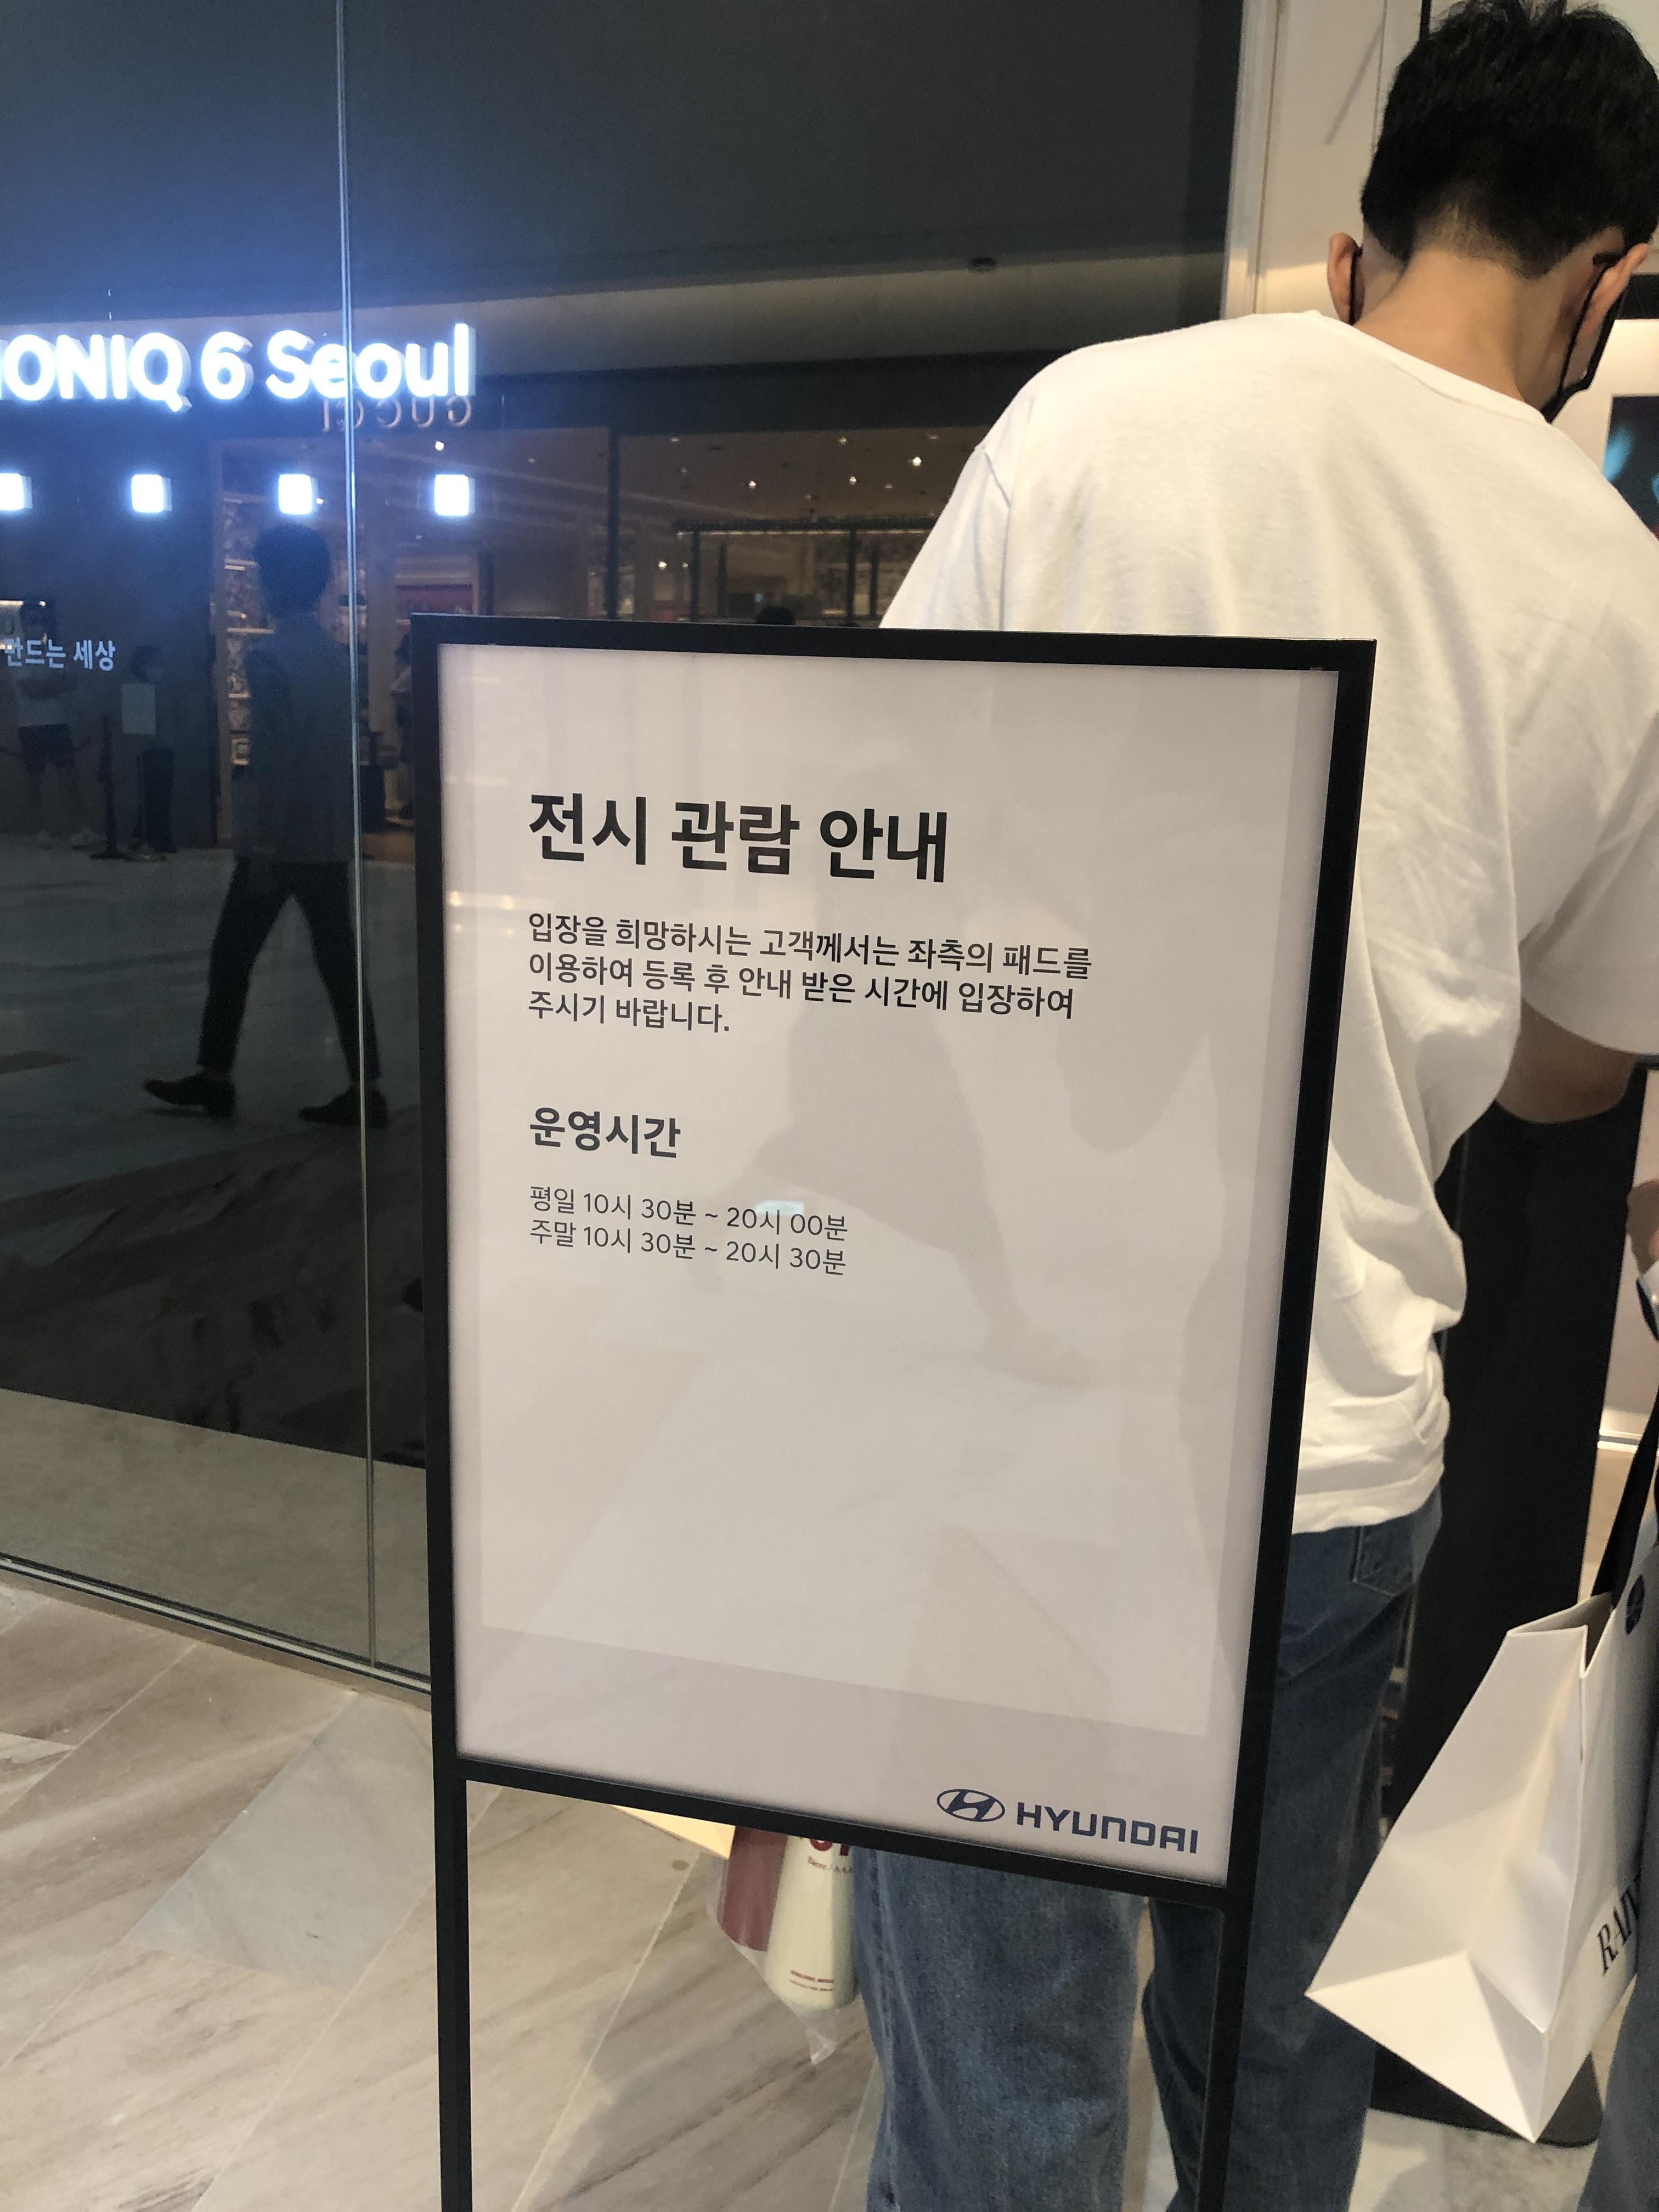 IONIQ 6 Seoul
GUCCI
만드는 세상
전시 관람 안내
입장을 희망하시는 고객께서는 좌측의 패드를
이용하여 등록 후 안내 받은 시간에 입장하여
주시기 바랍니다.
운영시간
평일 10시 30분 ~ 20시 00분
주말 10시 30분 ~ 20시 30분
HYUNDAI